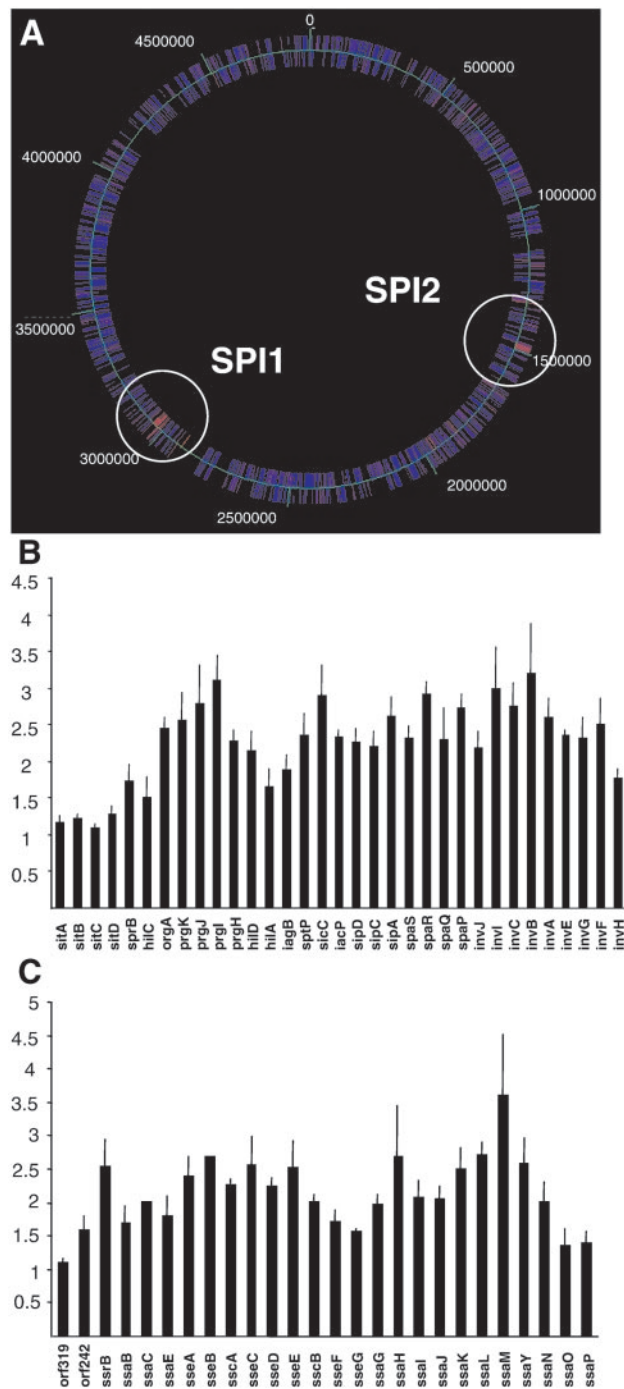 A
0
500000
1000000
1500000
2000000
2500000
3000000
3500000
4000000
4500000
SPI2
SPI1
B
4.5
4
3.5
3
2.5
2
1.5
1
0.5
sitA
sitB
sitC
sitD
sprB
hilC
orgA
prgK
prgJ
prgI
prgH
hilD
hilA
iagB
sptP
sicC
iacP
sipD
sipC
sipA
spaS
spaR
spaQ
spaP
invJ
invI
invC
invB
invA
invE
invG
invF
invH
C
5
4.5
4
3.5
3
2.5
2
1.5
1
0.5
orf319
orf242
ssrB
ssaB
ssaC
ssaE
sseA
sseB
sscA
sseC
sseD
sseE
sscB
sseF
sseG
ssaG
ssaH
ssaI
ssaJ
ssaK
ssaL
ssaM
ssaY
ssaN
ssaO
ssaP